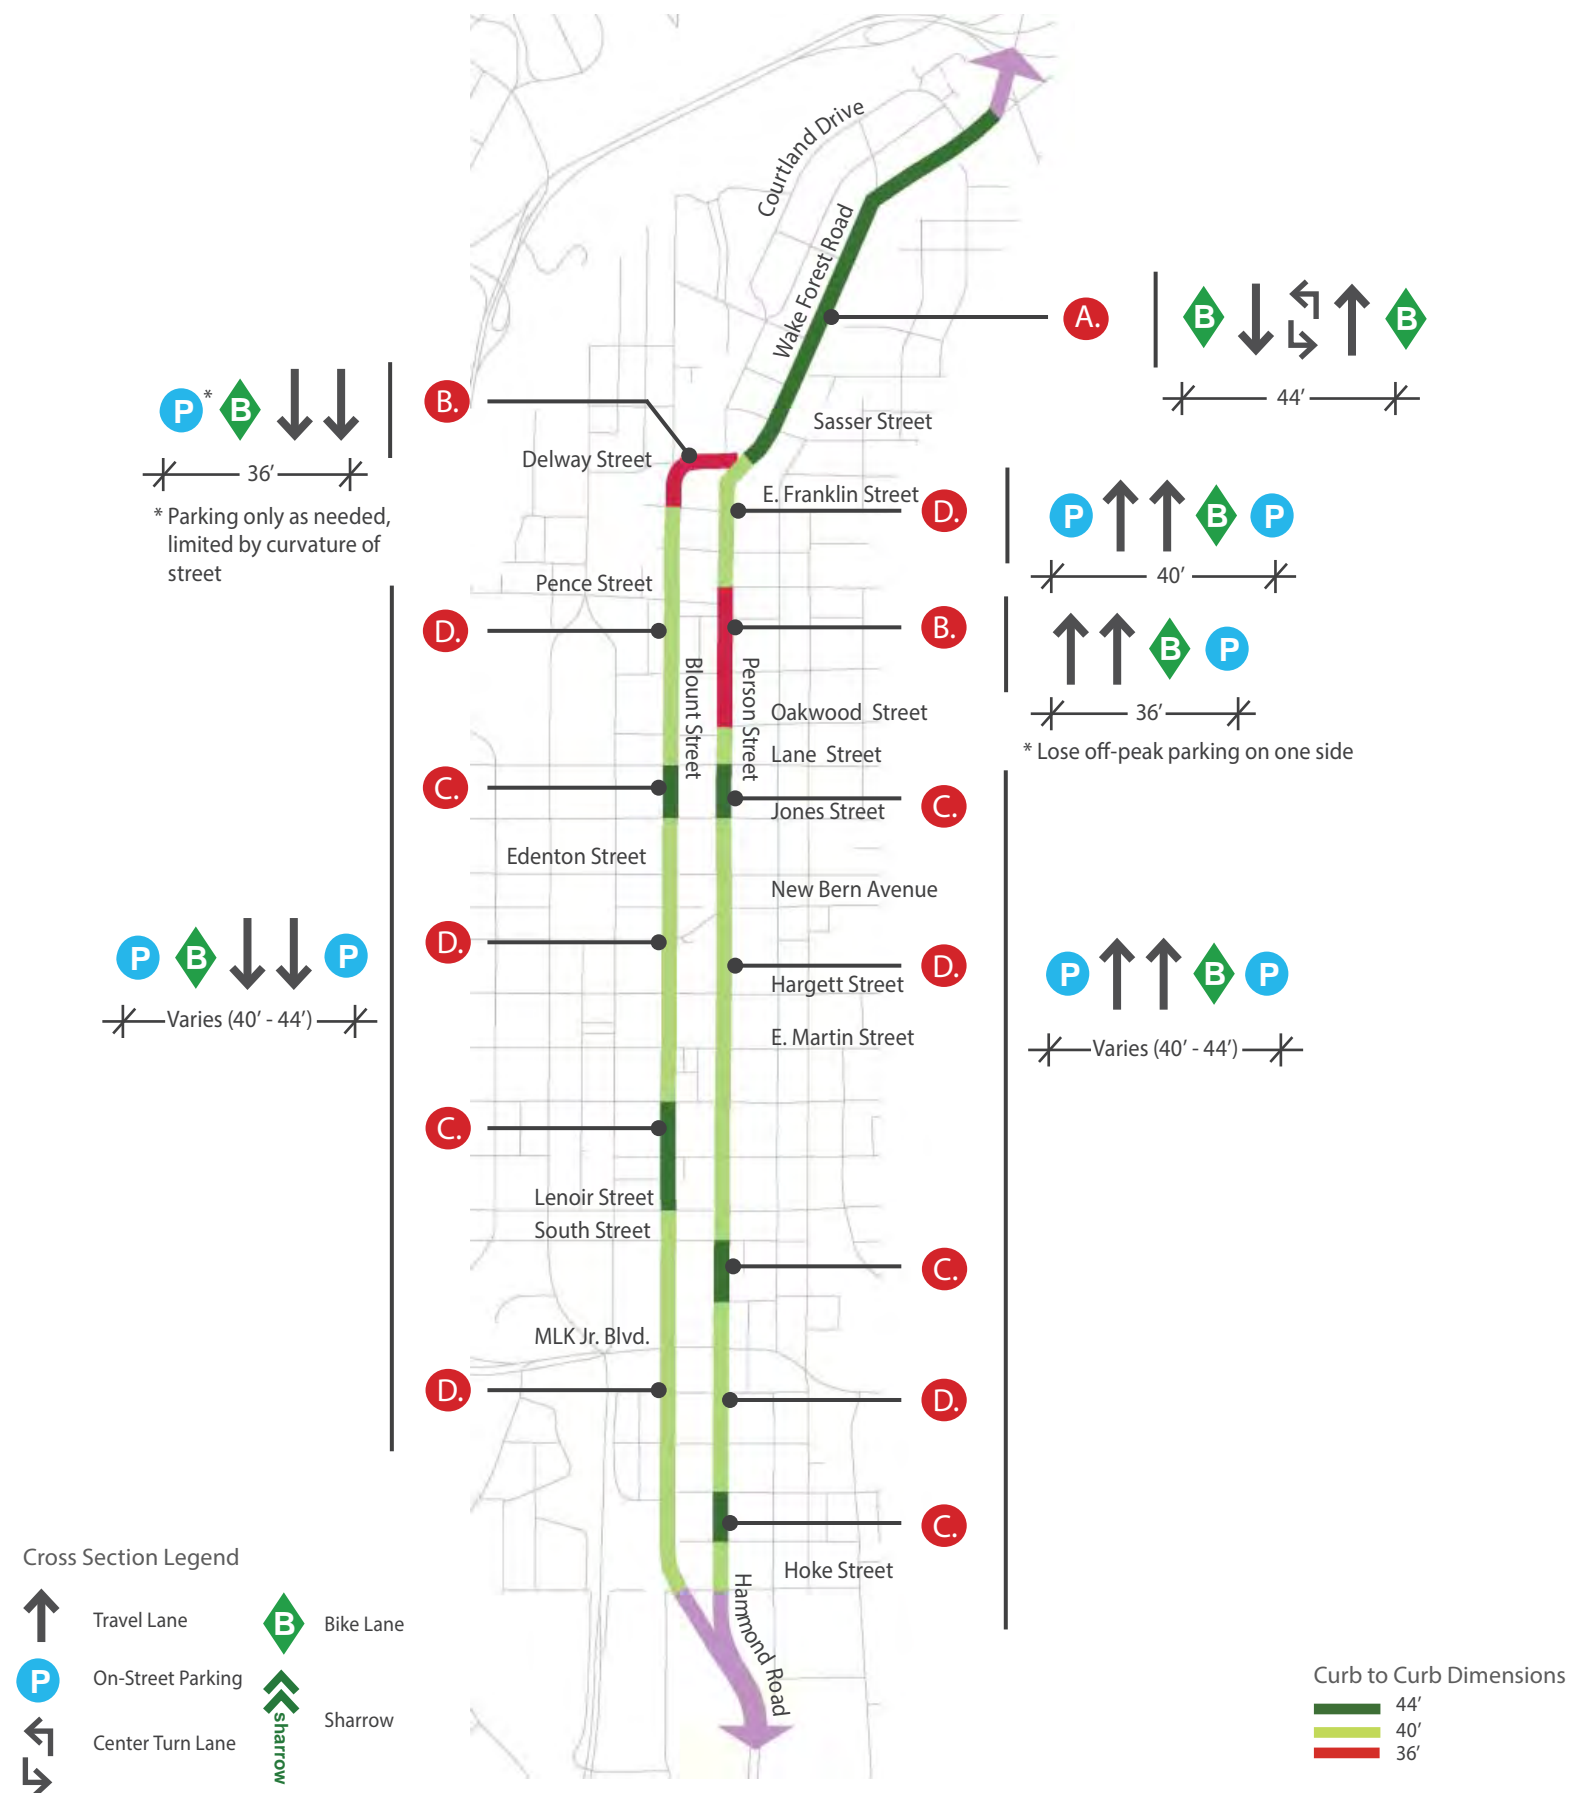 Courtland Drive
Wake Forest Road
A.
B
B
44’
P
*
B
B.
36’
* Parking only as needed,
limited by curvature of
street
Sasser Street
Delway Street
E. Franklin Street
D.
P
B
P
40’
Pence Street
D.
B.
B
P
36’
* Lose off-peak parking on one side
Blount Street
Person Street
Oakwood Street
Lane Street
C.
Jones Street
C.
Edenton Street
New Bern Avenue
D.
D.
P
B
P
Varies (40’ - 44’)
Hargett Street
P
B
P
Varies (40’ - 44’)
E. Martin Street
C.
Lenoir Street
South Street
C.
MLK Jr. Blvd.
D.
D.
C.
Hoke Street
Hammond Road
Cross Section Legend
Travel Lane
B
Bike Lane
P
On-Street Parking
sharrow
Sharrow
Center Turn Lane
Curb to Curb Dimensions
44’
40’
36’